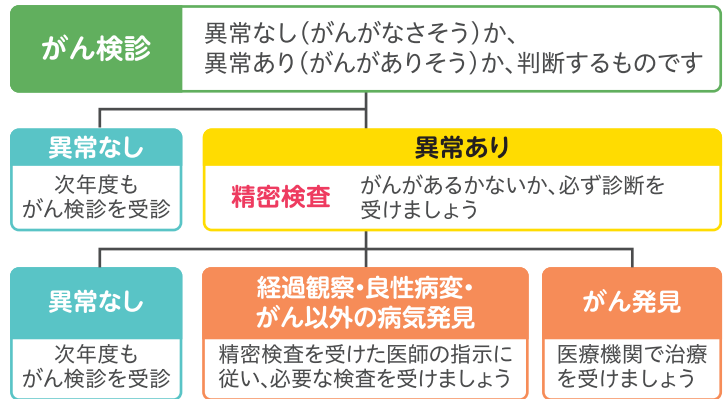 がん検診
異常なし（がんがなさそう）か、
異常あり（がんがありそう）か、判断するものです
異常なし
次年度も
がん検診を受診
異常あり
精密検査
がんがあるかないか、必ず診断を
受けましょう
異常なし
次年度も
がん検診を受診
経過観察・良性病変・
がん以外の病気発見
精密検査を受けた医師の指示に
従い、必要な検査を受けましょう
がん発見
医療機関で治療
を受けましょう